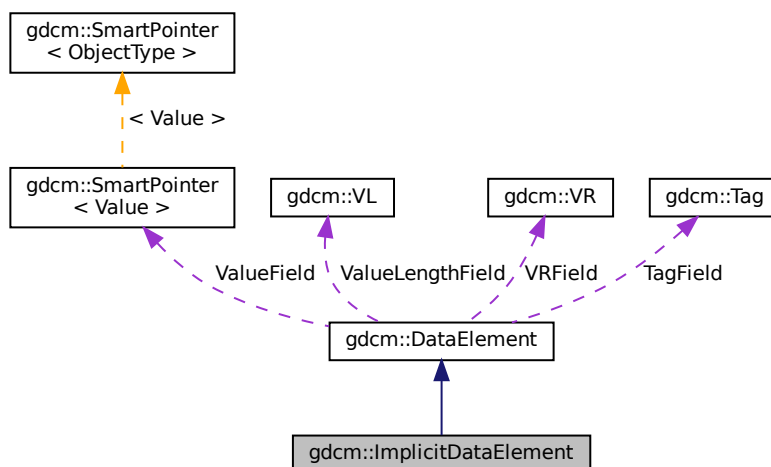 gdcm::SmartPointer
< ObjectType >
< Value >
gdcm::SmartPointer
< Value >
gdcm::VL
gdcm::VR
gdcm::Tag
ValueField
ValueLengthField
VRField
TagField
gdcm::DataElement
gdcm::ImplicitDataElement